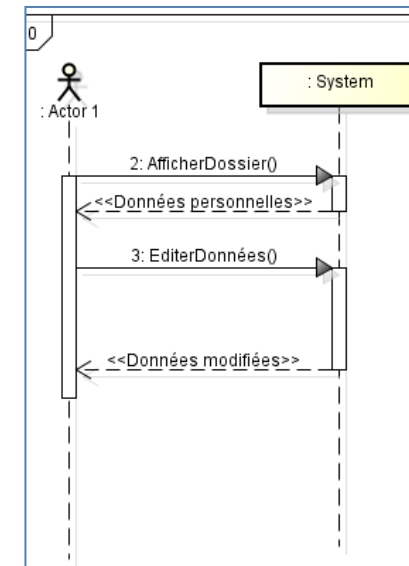 0
: Actor 1
: System
2: AfficherDossier()
<<Données personnelles>>
3: EditerDonnées()
<<Données modifiées>>